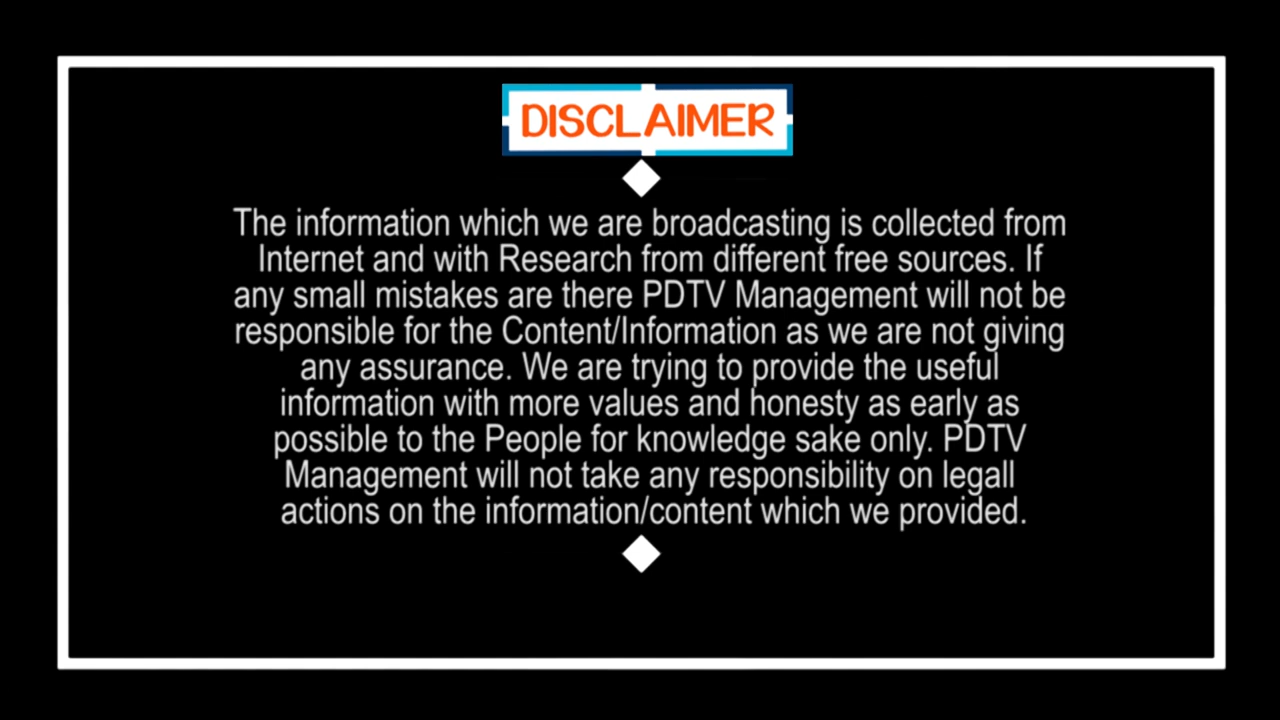 DISCLAIMER
The information which we are broadcasting is collected from
Internet and with Research from different free sources. If
any small mistakes are there PDTV Management will not be
responsible for the Content/Information as we are not giving
any assurance. We are trying to provide the useful
information with more values and honesty as early as
possible to the People for knowledge sake only. PDTV
Management will not take any responsibility on legall
actions on the information/content which we provided.